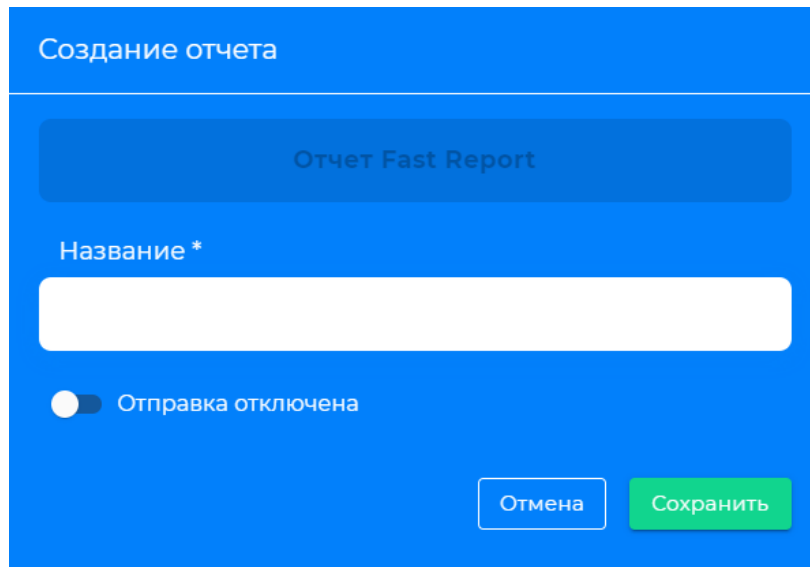 Создание отчета
Отчет Fast Report
Название *
Отправка отключена
Отмена
Сохранить